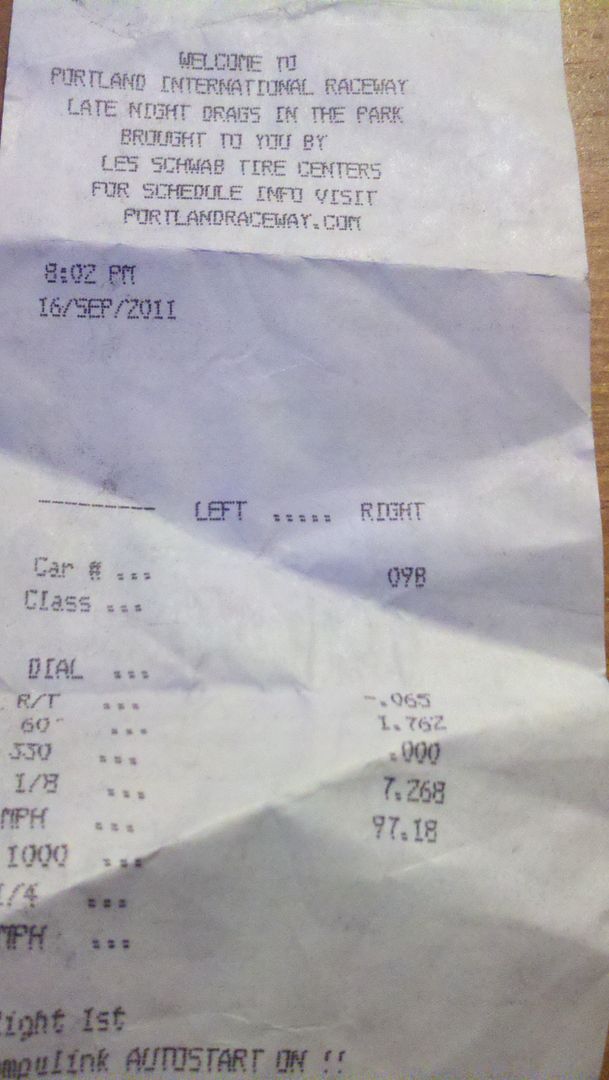 WELCOME TO
PORTLAND INTERNATIONAL RACEWAY
LATE NIGHT DRAGS IN THE PARK
BROUGHT TO YOU BY
LES SCHWAB TIRE CENTERS
FOR SCHEDULE INFO VISIT
PORTLANDRACEWAY.COM
8:02 PM
16/SEP/2011
---------- LEFT ..... RIGHT
Car # ... 098
Class ...
DIAL ...
R/T ... -.065
60" ... 1.762
330 ... .000
1/8 ... 7.268
MPH ... 97.18
1000 ...
1/4 ...
MPH ...
ight 1st
mpulink AUTOSTART ON !!